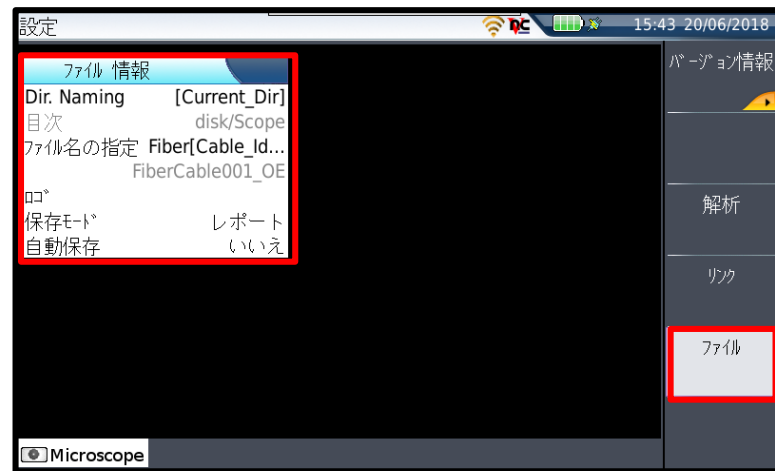 設定
15:43 20/06/2018
ﾌｧｲﾙ 情報
Dir. Naming [Current_Dir]
目次 disk/Scope
ﾌｧｲﾙ名の指定 Fiber[Cable_Id...
FiberCable001_OE
ﾛｺﾞ
保存ﾓｰﾄﾞ レポート
自動保存 いいえ
ﾊﾞｰｼﾞｮﾝ情報
解析
ﾘﾝｸ
ﾌｧｲﾙ
Microscope